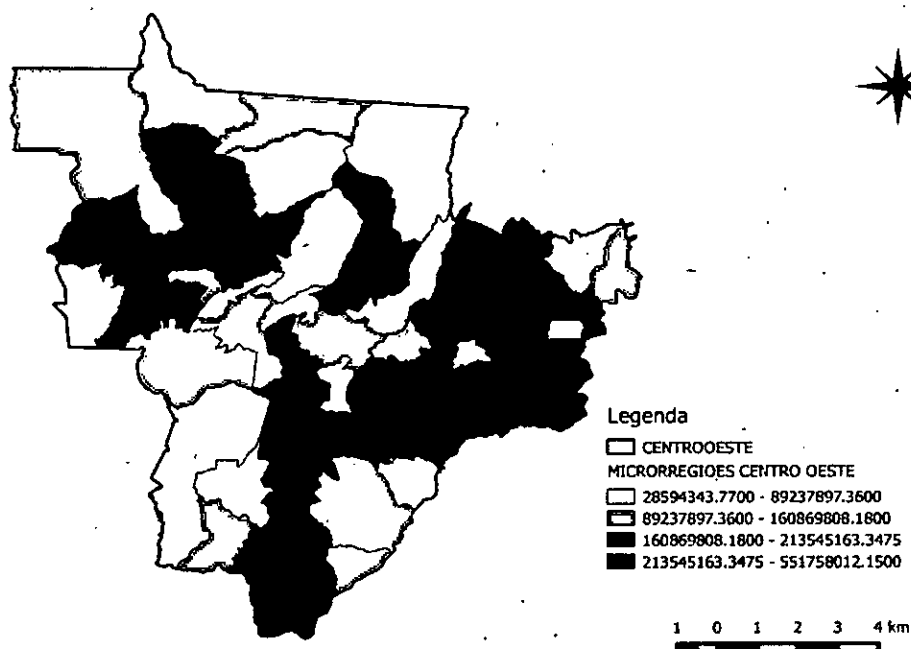 Legenda
CENTROOESTE
MICRORREGIOES CENTRO OESTE
28594343.7700 - 89237897.3600
89237897.3600 - 160869808.1800
160869808.1800 - 213545163.3475
213545163.3475 - 551758012.1500
1 0 1 2 3 4 km